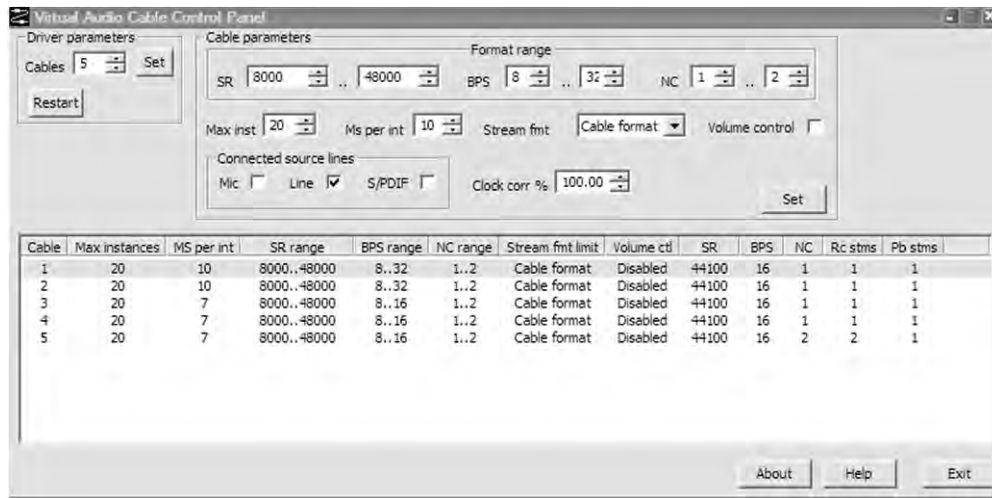 Virtual Audio Cable Control Panel
Driver parameters
Cables 5 Set
Restart
Cable parameters
Format range
SR 8000 .. 48000 BPS 8 .. 32 NC 1 .. 2
Max inst 20 Ms per int 10 Stream fmt Cable format Volume control
Connected source lines
Mic Line S/PDIF Clock corr % 100.00
Set
Cable Max instances MS per int SR range BPS range NC range Stream fmt limit Volume ctl SR BPS NC Rc stms Pb stms
1 20 10 8000..48000 8..32 1..2 Cable format Disabled 44100 16 1 1 1
2 20 10 8000..48000 8..32 1..2 Cable format Disabled 44100 16 1 1 1
3 20 7 8000..48000 8..16 1..2 Cable format Disabled 44100 16 1 1 1
4 20 7 8000..48000 8..16 1..2 Cable format Disabled 44100 16 1 1 1
5 20 7 8000..48000 8..16 1..2 Cable format Disabled 44100 16 2 2 1
About Help Exit